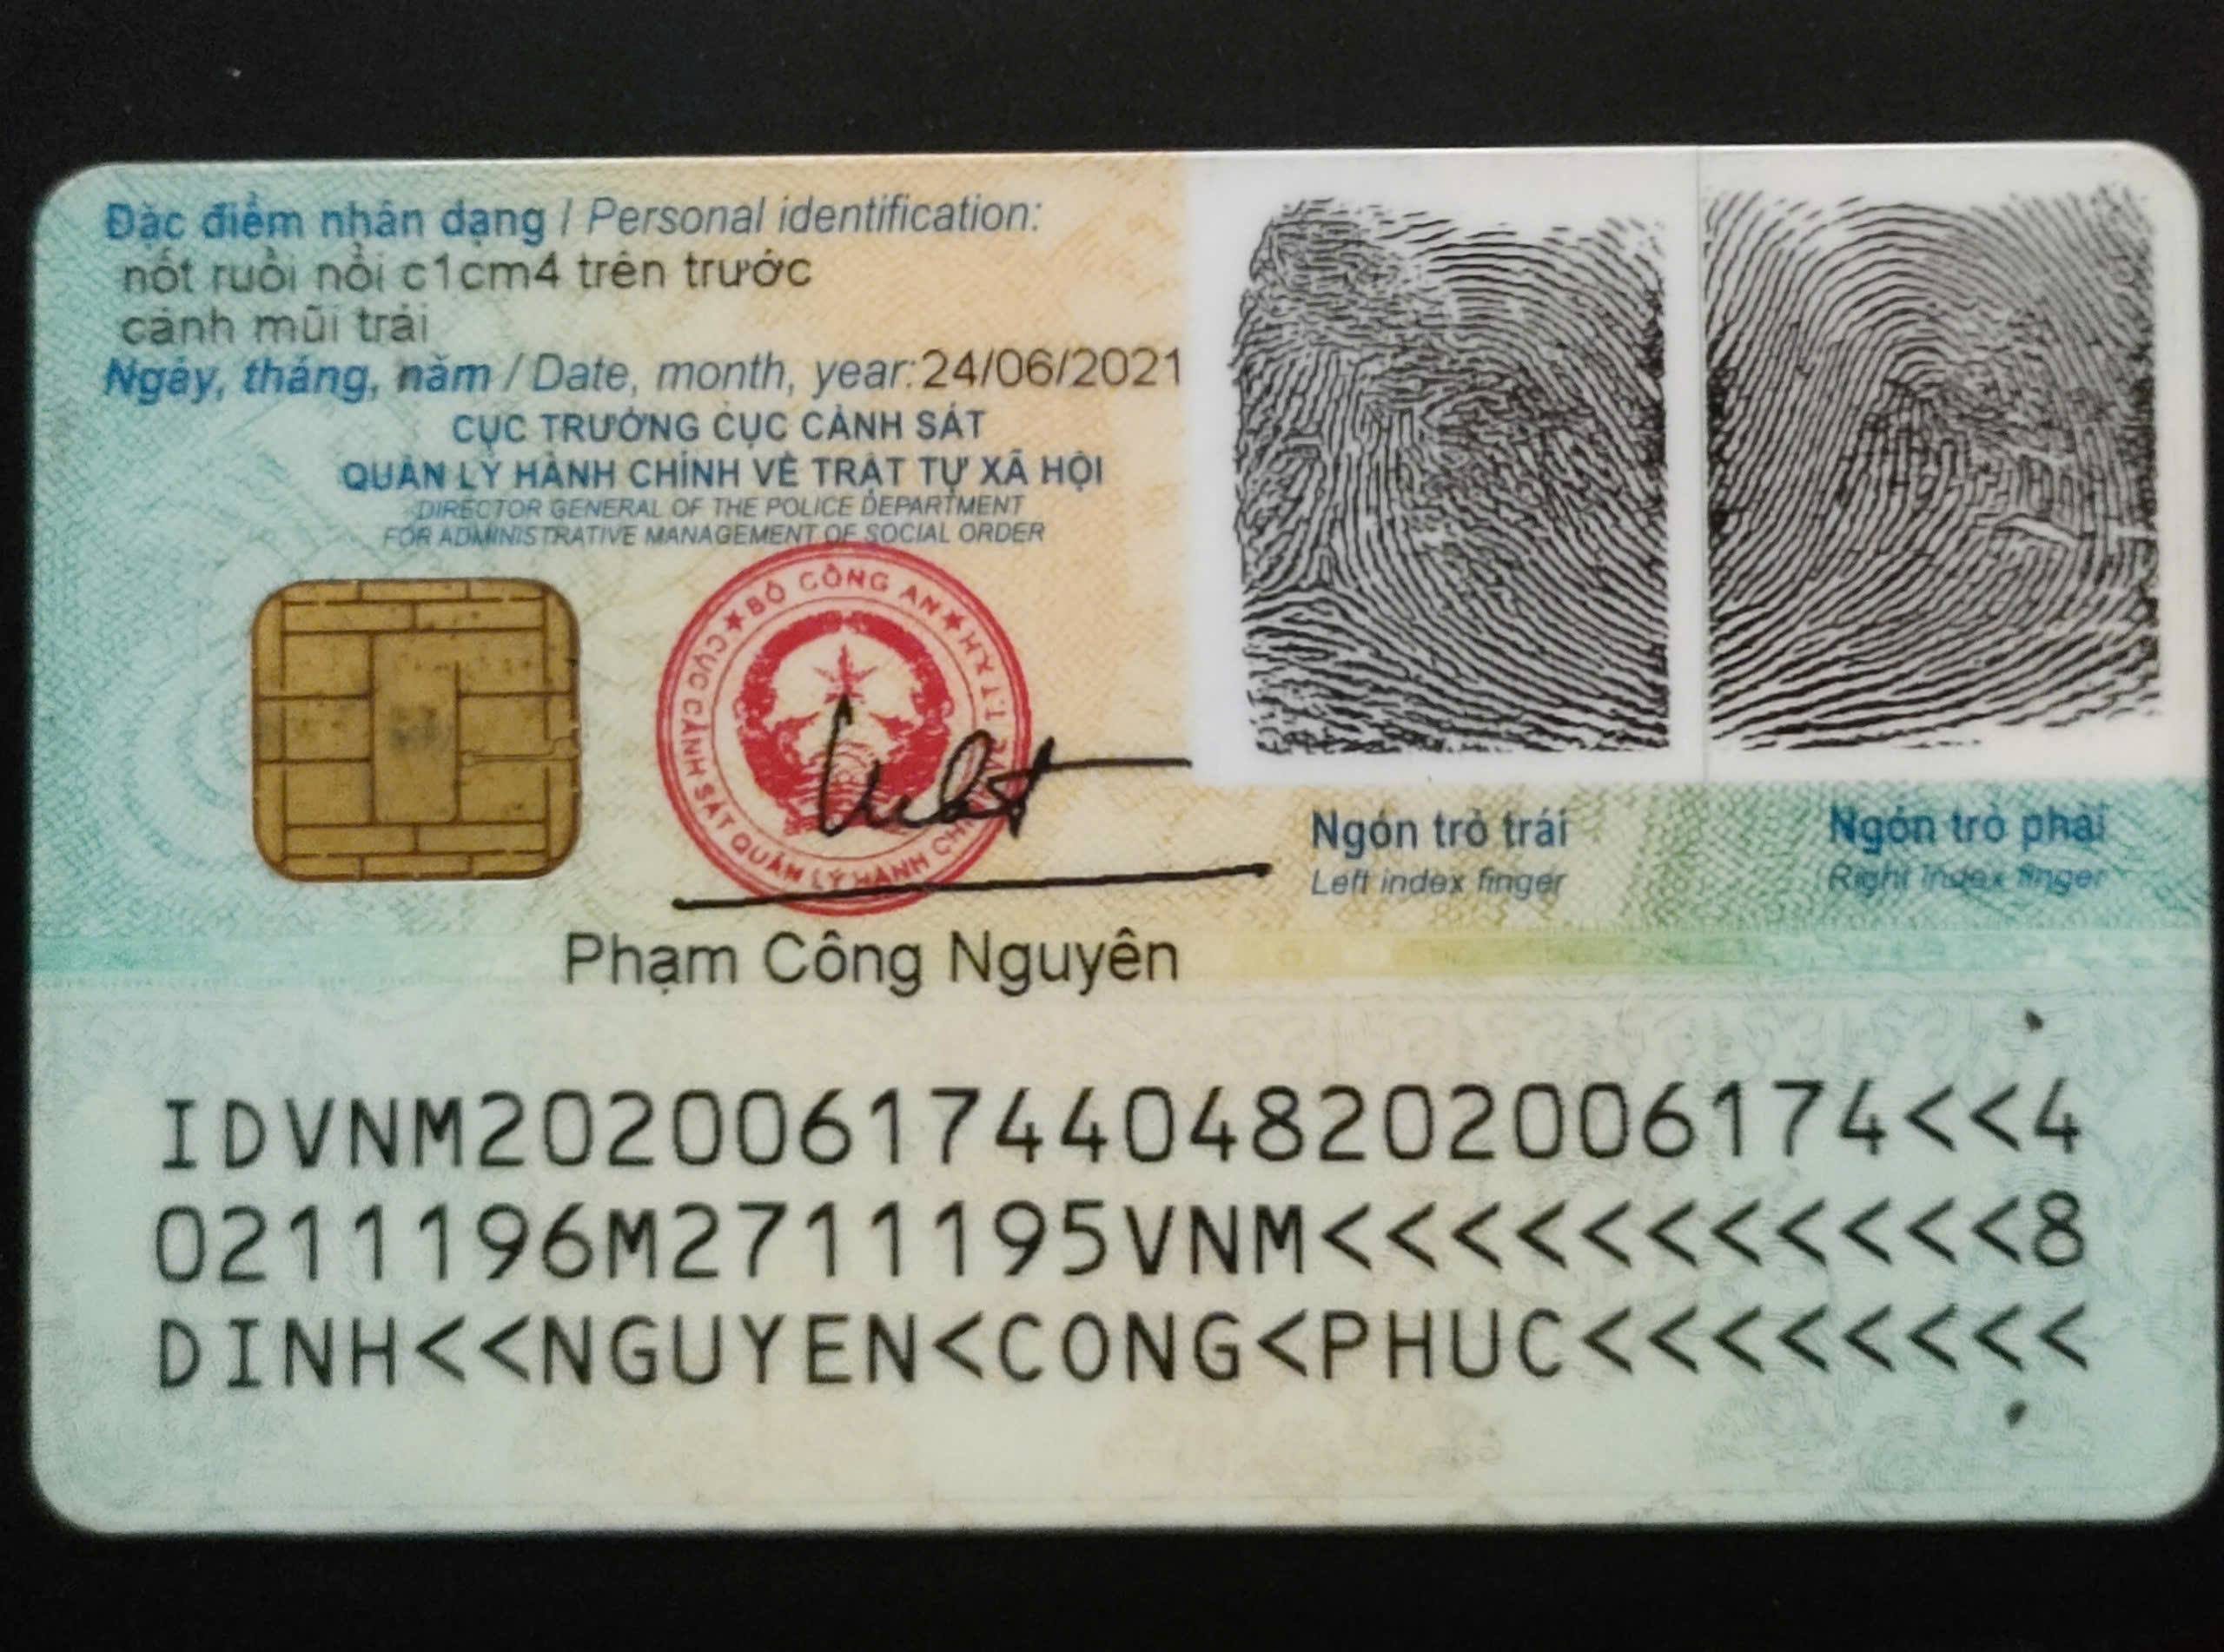 Đặc điểm nhân dạng / Personal identification:
nốt ruồi nổi c1cm4 trên trước
cánh mũi trái
Ngày, tháng, năm / Date, month, year: 24/06/2021
CỤC TRƯỞNG CỤC CẢNH SÁT
QUẢN LÝ HÀNH CHÍNH VỀ TRẬT TỰ XÃ HỘI
DIRECTOR GENERAL OF THE POLICE DEPARTMENT
FOR ADMINISTRATIVE MANAGEMENT OF SOCIAL ORDER
BỘ CÔNG AN
CỤC CẢNH SÁT QUẢN LÝ HÀNH
Ngón trỏ trái
Left index finger
Ngón trỏ phải
Right index finger
Phạm Công Nguyên
IDVNM2020061744048202006174<<4
0211196M2711195VNM<<<<<<<<<<<8
DINH<<NGUYEN<CONG<PHUC<<<<<<<<